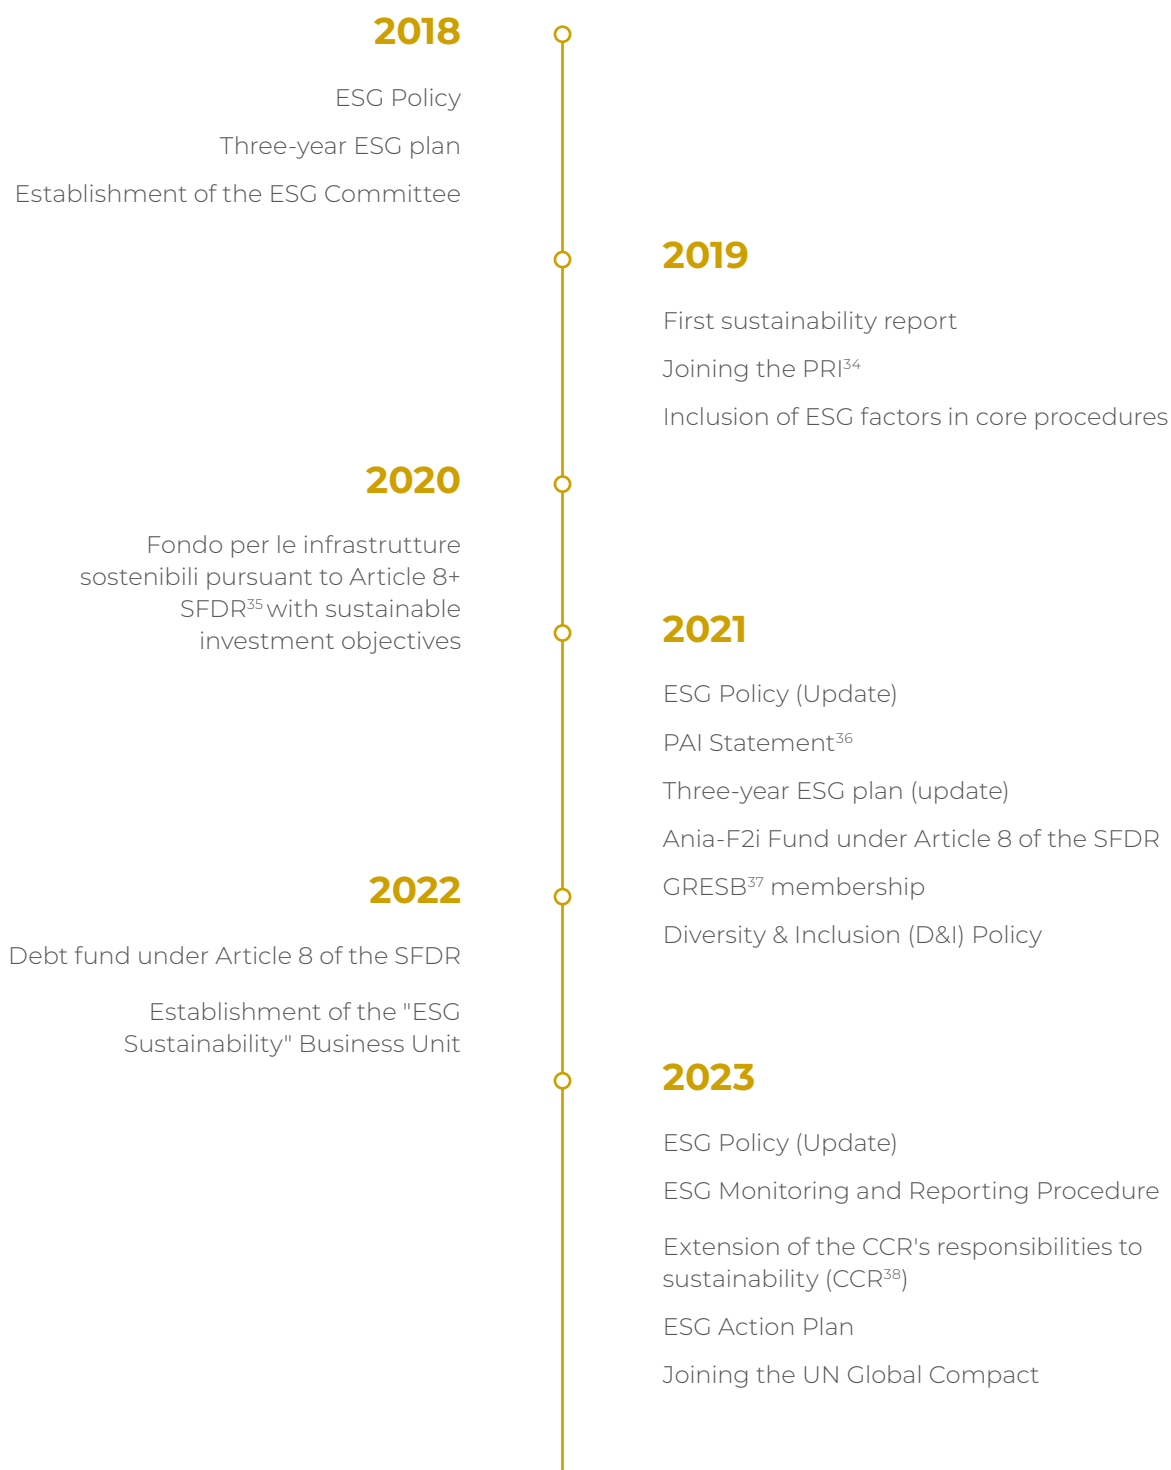 2018
ESG Policy
Three-year ESG plan
Establishment of the ESG Committee
2019
First sustainability report
Joining the PRI34
Inclusion of ESG factors in core procedures
2020
Fondo per le infrastrutture
sostenibili pursuant to Article 8+
SFDR35 with sustainable
investment objectives
2021
ESG Policy (Update)
PAI Statement36
Three-year ESG plan (update)
Ania-F2i Fund under Article 8 of the SFDR
GRESB37 membership
Diversity & Inclusion (D&I) Policy
2022
Debt fund under Article 8 of the SFDR
Establishment of the "ESG
Sustainability" Business Unit
2023
ESG Policy (Update)
ESG Monitoring and Reporting Procedure
Extension of the CCR's responsibilities to
sustainability (CCR38)
ESG Action Plan
Joining the UN Global Compact